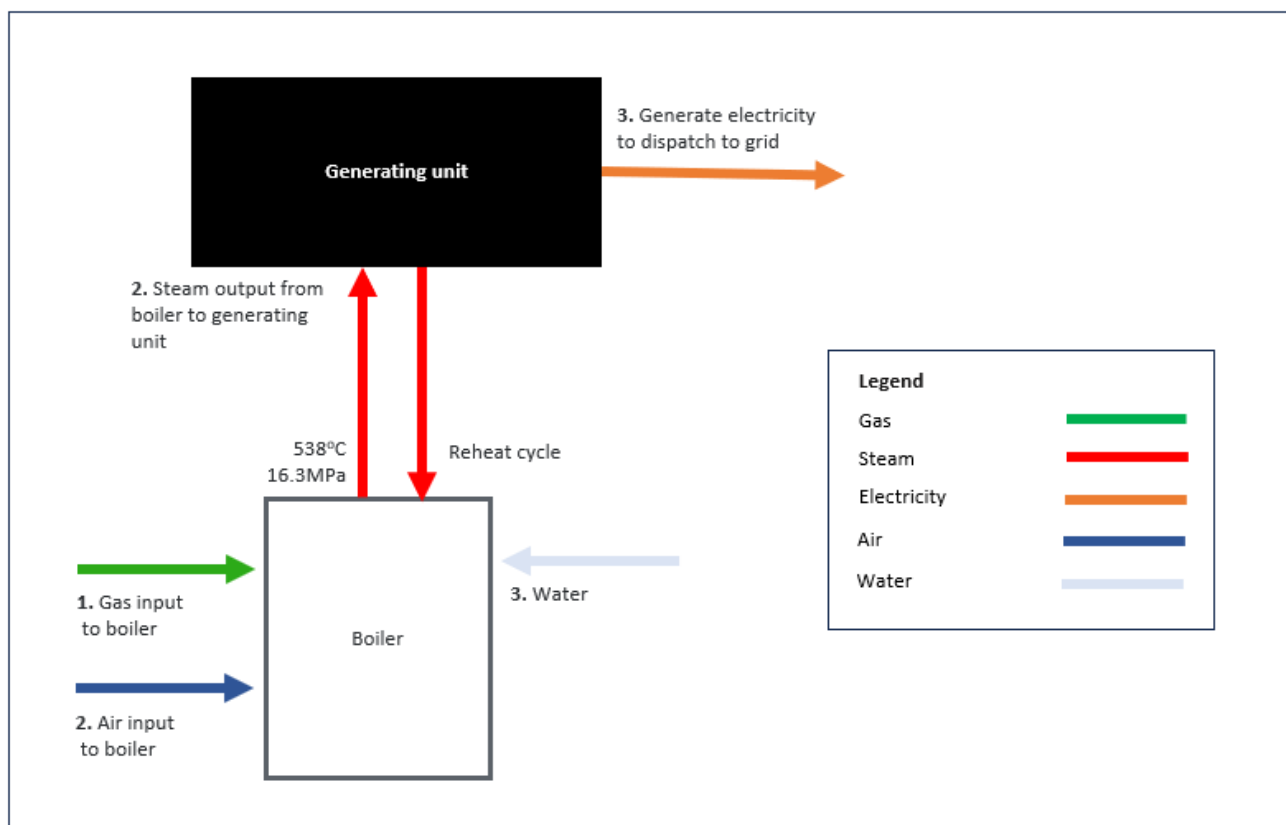 Generating unit
3. Generate electricity
to dispatch to grid
2. Steam output from
boiler to generating
unit
538°C
16.3MPa
Reheat cycle
1. Gas input
to boiler
2. Air input
to boiler
Boiler
3. Water
Legend
Gas
Steam
Electricity
Air
Water